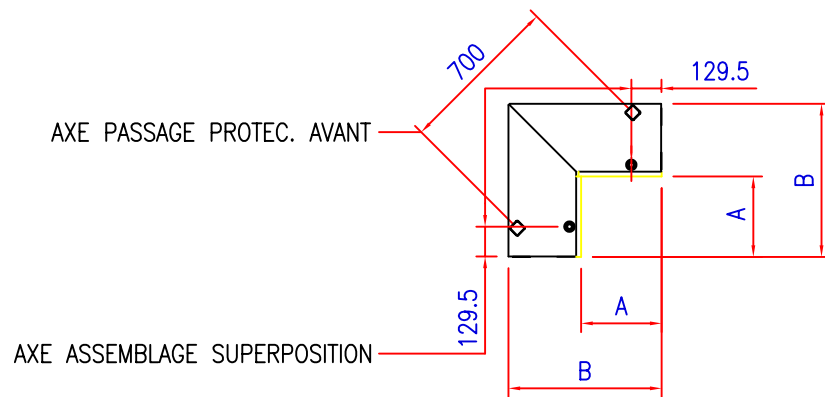 700
129.5
AXE PASSAGE PROTEC. AVANT
B
A
129.5
A
AXE ASSEMBLAGE SUPERPOSITION
B